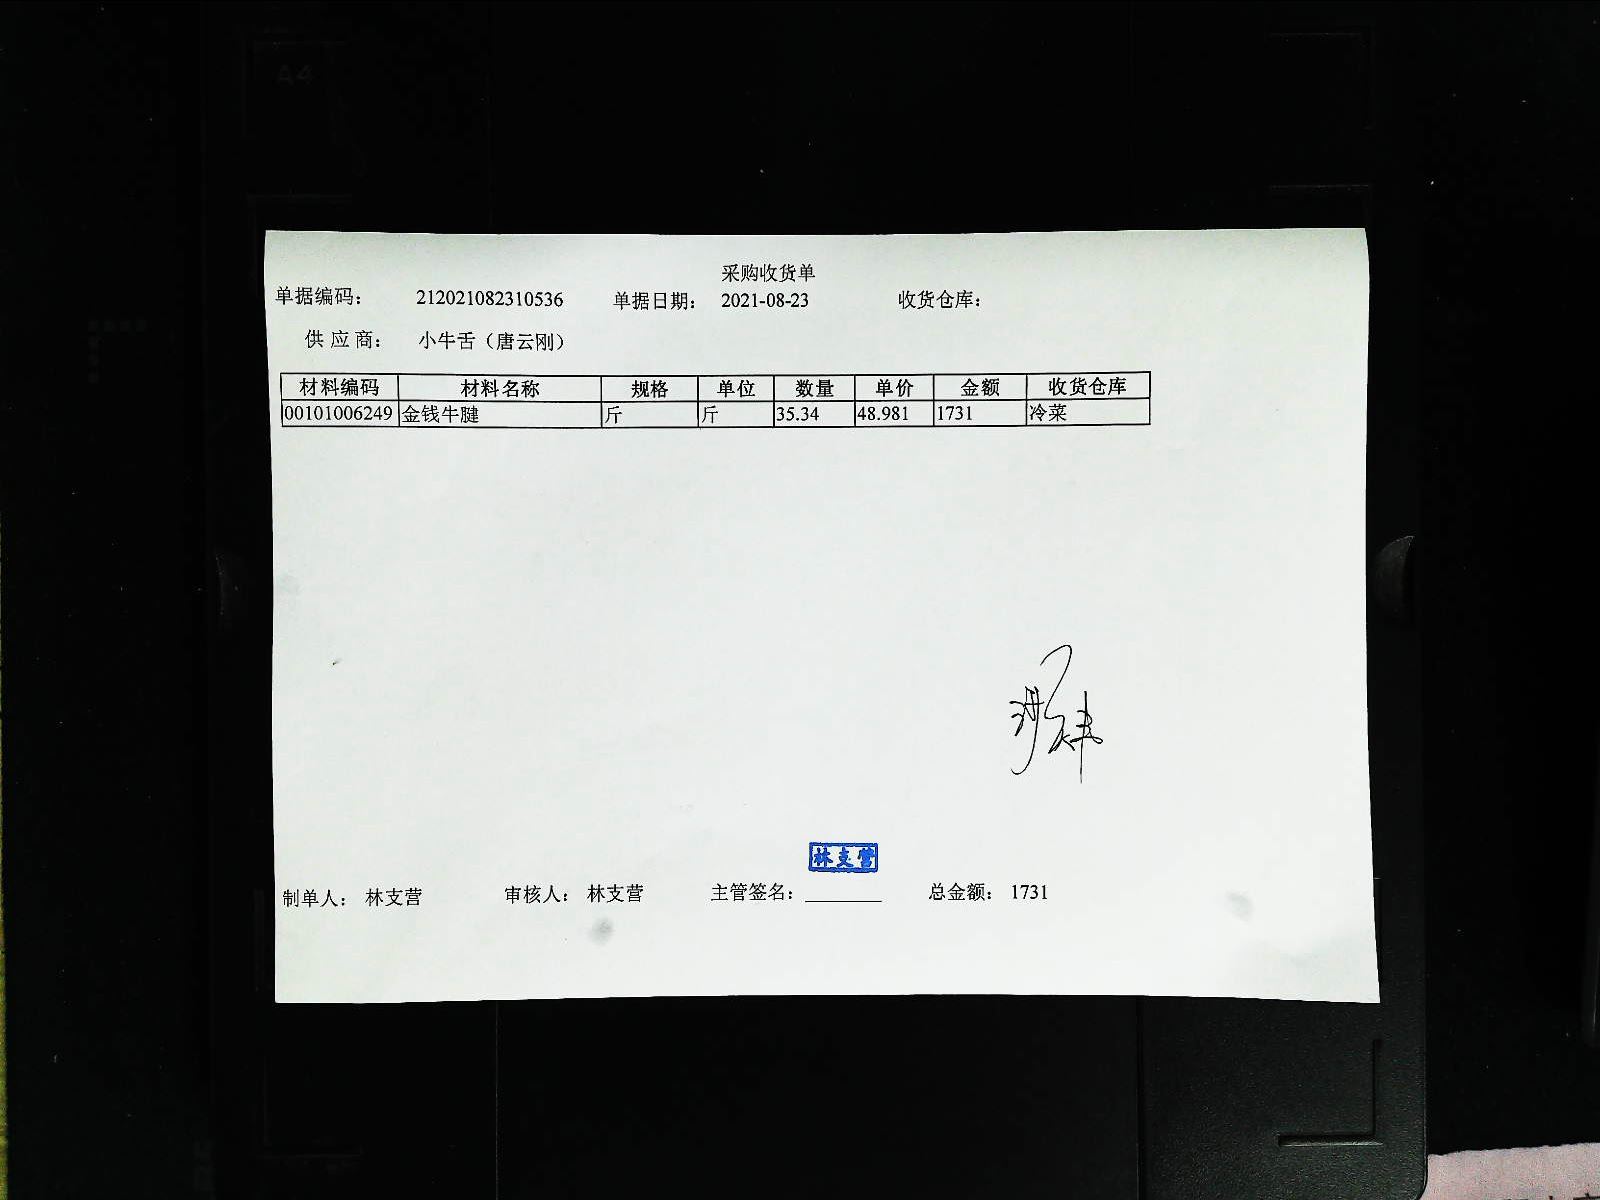 A4
采购收货单
单据编码： 212021082310536 单据日期： 2021-08-23 收货仓库：
供应商： 小牛舌（唐云刚）
材料编码 材料名称 规格 单位 数量 单价 金额 收货仓库
00101006249 金钱牛腱 斤 斤 35.34 48.981 1731 冷菜
林支营
制单人： 林支营 审核人： 林支营 主管签名：________ 总金额： 1731